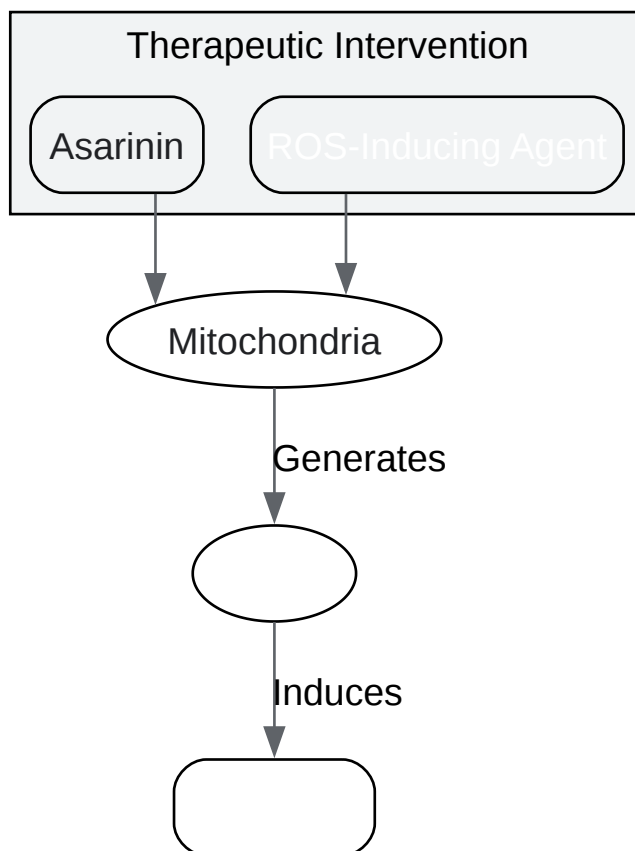 Therapeutic Intervention
Asarinin
ROS-Inducing Agent
Mitochondria
Generates
Induces